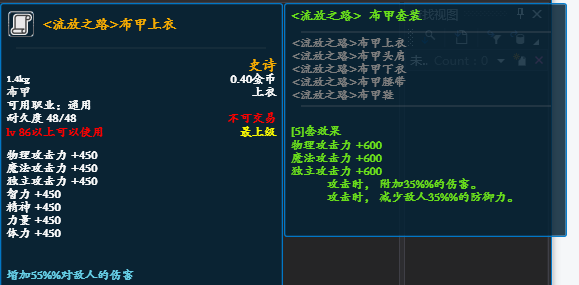 <流放之路>布甲上衣
史诗
1.4kg 0.40金币
布甲 上衣
可用职业：通用
耐久度 48/48 不可交易
lv 86以上可以使用 最上级
物理攻击力 +450
魔法攻击力 +450
独立攻击力 +450
智力 +450
精神 +450
力量 +450
体力 +450
增加55%%对敌人的伤害
<流放之路> 布甲套装
<流放之路>布甲上衣
<流放之路>布甲头肩
<流放之路>布甲下衣
<流放之路>布甲腰带
<流放之路>布甲鞋
[5]套效果
物理攻击力 +600
魔法攻击力 +600
独立攻击力 +600
攻击时， 附加35%%的伤害。
攻击时， 减少敌人35%%的防御力。
找视图
未.. Count : 0